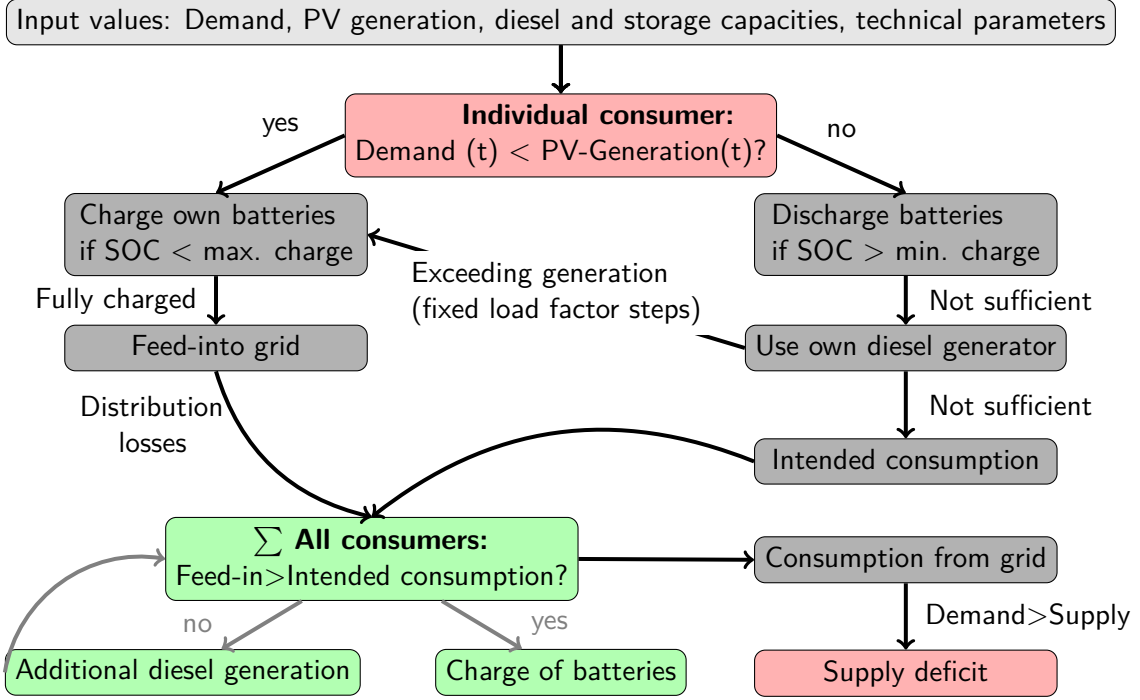 Input values: Demand, PV generation, diesel and storage capacities, technical parameters
Individual consumer:
Demand (t) < PV-Generation(t)?
yes
no
Charge own batteries
if SOC < max. charge
Discharge batteries
if SOC > min. charge
Exceeding generation
(fixed load factor steps)
Fully charged
Not sufficient
Feed-into grid
Use own diesel generator
Distribution
losses
Not sufficient
Intended consumption
∑ All consumers:
Feed-in>Intended consumption?
Consumption from grid
no
yes
Demand>Supply
Additional diesel generation
Charge of batteries
Supply deficit